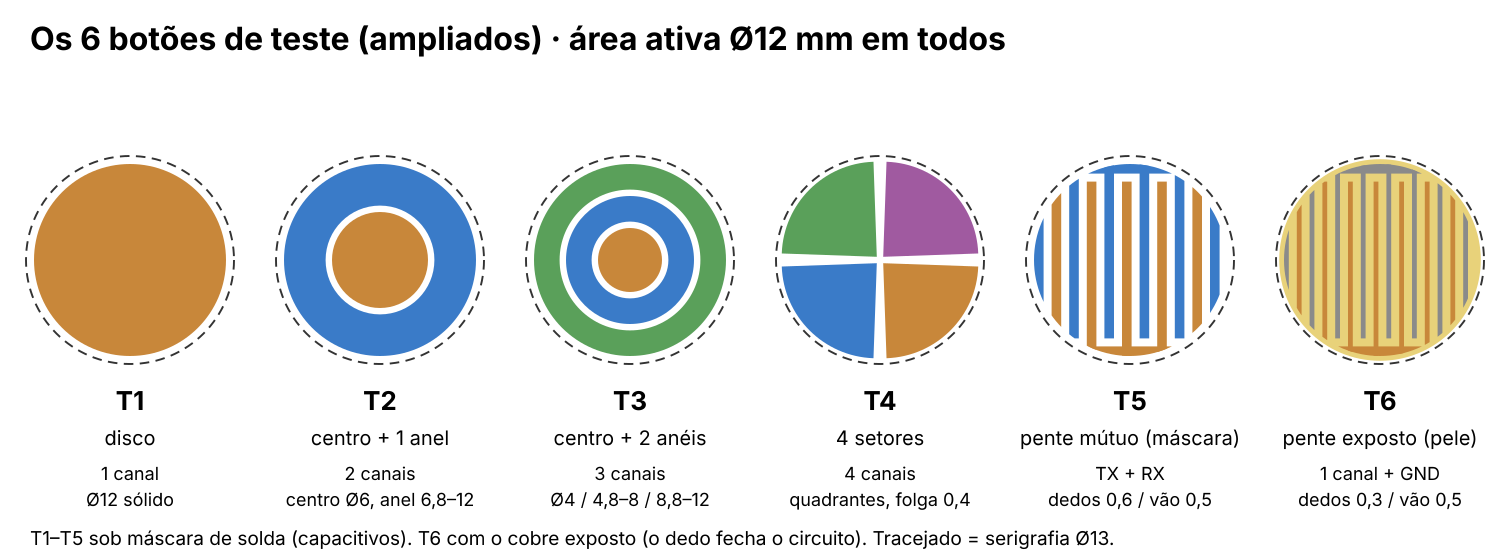 Os 6 botões de teste (ampliados) · área ativa Ø12 mm em todos
T1 T2 T3 T4 T5 T6
disco centro + 1 anel centro + 2 anéis 4 setores pente mútuo (máscara) pente exposto (pele)
1 canal 2 canais 3 canais 4 canais TX + RX 1 canal + GND
Ø12 sólido centro Ø6, anel 6,8–12 Ø4 / 4,8–8 / 8,8–12 quadrantes, folga 0,4 dedos 0,6 / vão 0,5 dedos 0,3 / vão 0,5
T1–T5 sob máscara de solda (capacitivos). T6 com o cobre exposto (o dedo fecha o circuito). Tracejado = serigrafia Ø13.